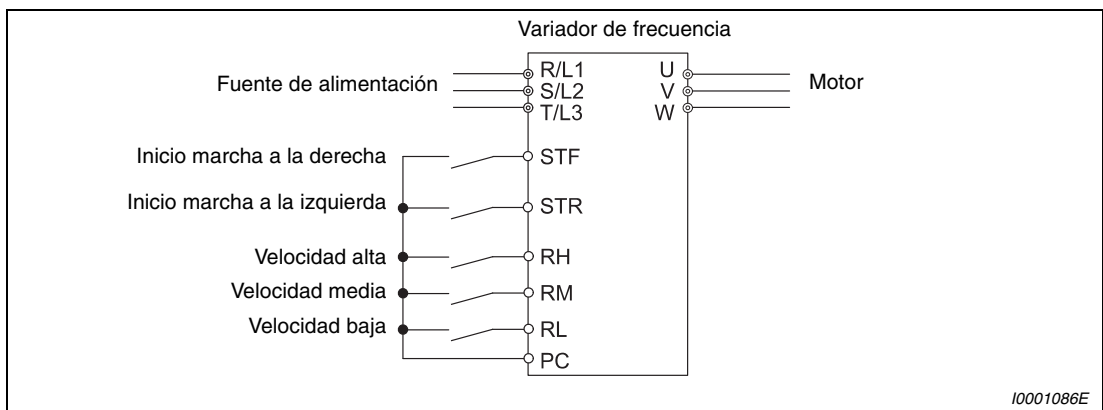 Variador de frecuencia
Fuente de alimentación
R/L1
S/L2
T/L3
U
V
W
Motor
Inicio marcha a la derecha
STF
Inicio marcha a la izquierda
STR
Velocidad alta
RH
Velocidad media
RM
Velocidad baja
RL
PC
I0001086E